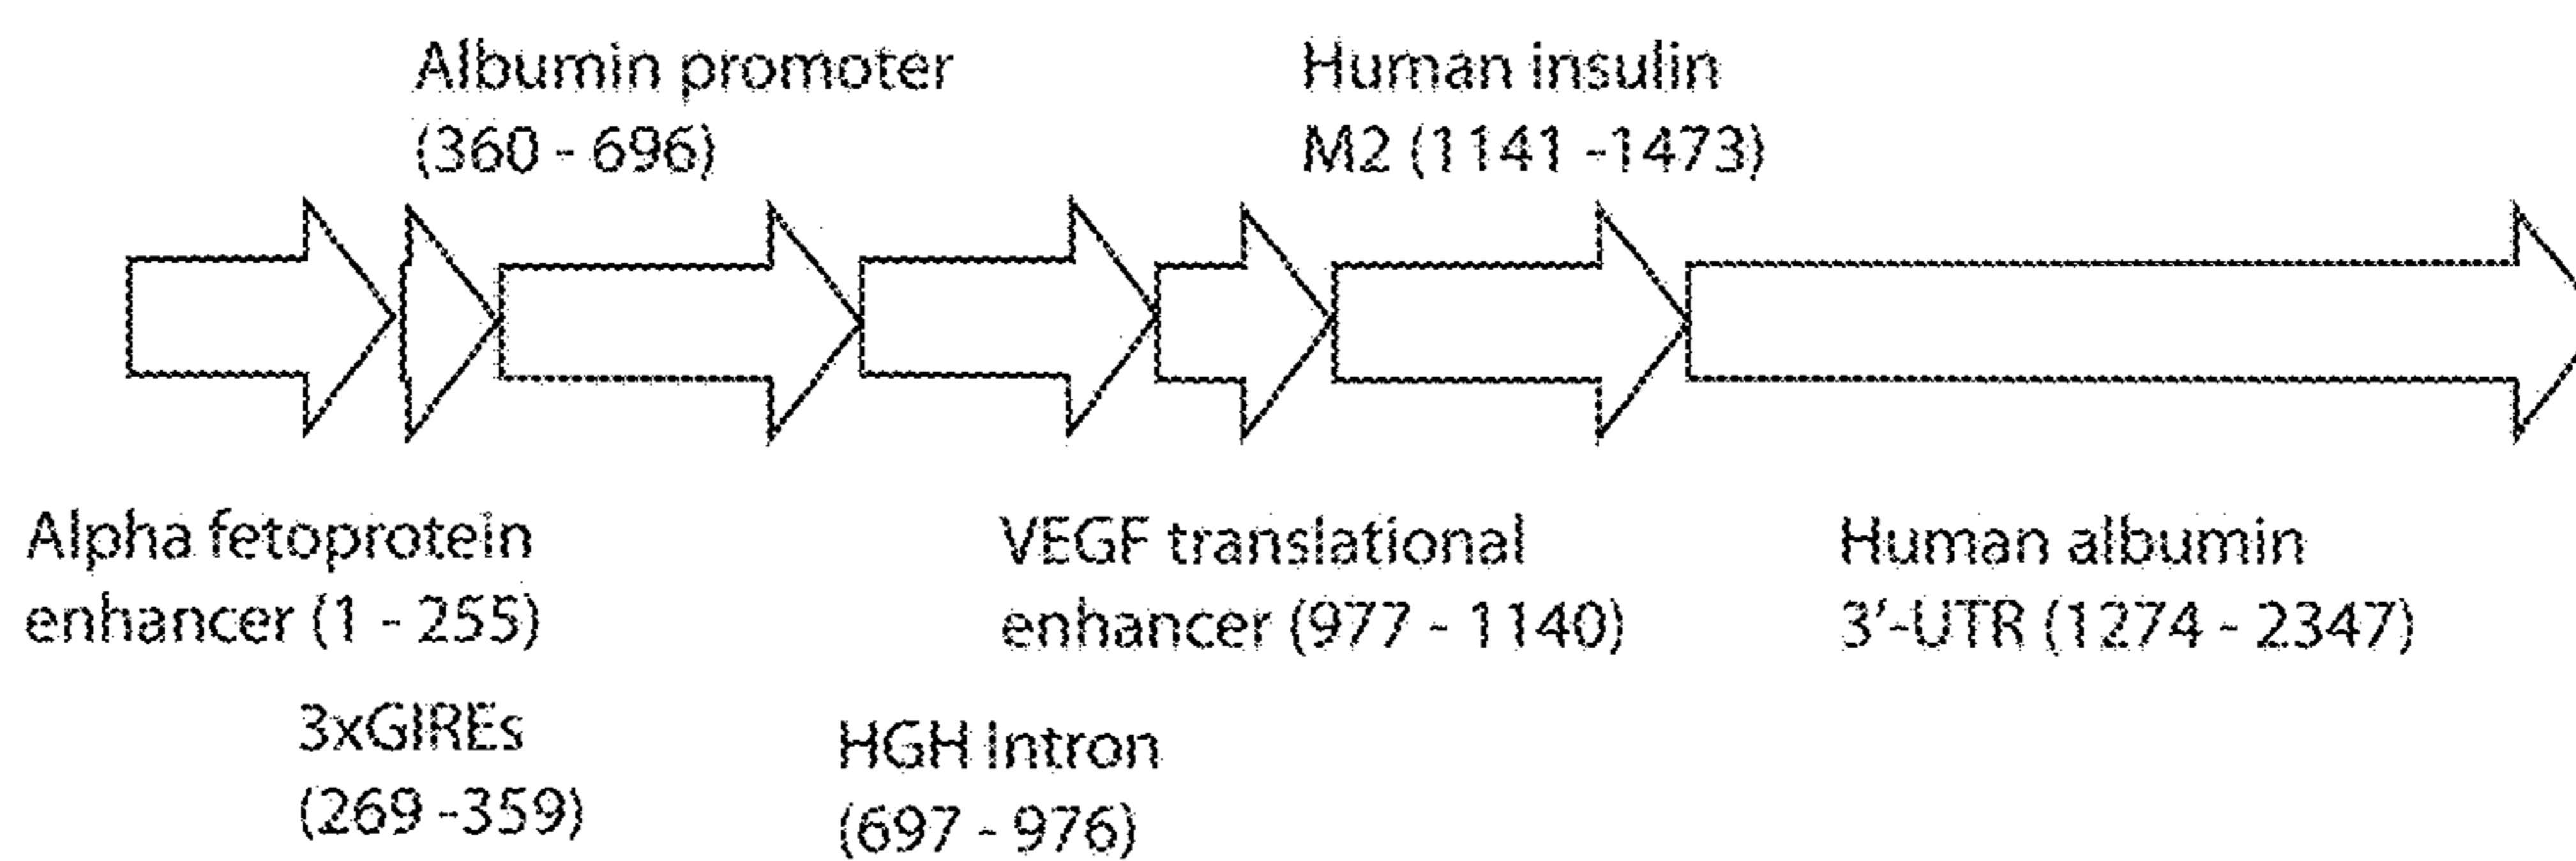 Albumin promoter
(360 - 696)
Human insulin
M2 (1141 -1473)
Alpha fetoprotein
enhancer (1 - 255)
VEGF translational
enhancer (977 - 1140)
Human albumin
3'-UTR (1274 - 2347)
3xGIREs
(269 -359)
HGH Intron
(697 - 976)